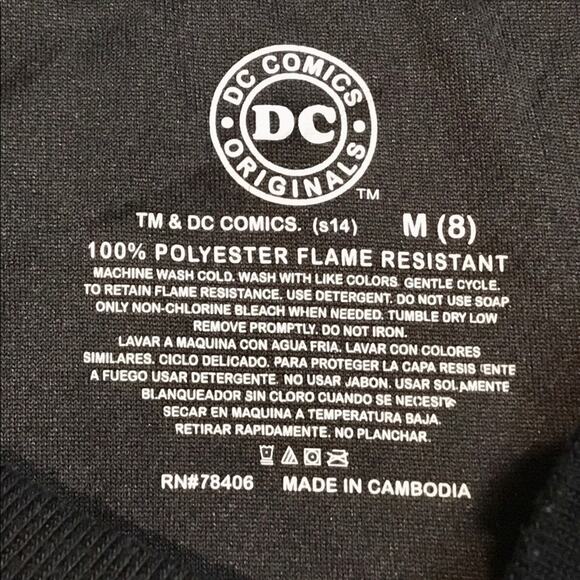 DC COMICS
DC
ORIGINALS
TM
TM & DC COMICS. (s14) M (8)
100% POLYESTER FLAME RESISTANT
MACHINE WASH COLD. WASH WITH LIKE COLORS. GENTLE CYCLE.
TO RETAIN FLAME RESISTANCE. USE DETERGENT. DO NOT USE SOAP
ONLY NON-CHLORINE BLEACH WHEN NEEDED. TUMBLE DRY LOW
REMOVE PROMPTLY. DO NOT IRON.
LAVAR A MAQUINA CON AGUA FRIA. LAVAR CON COLORES
SIMILARES. CICLO DELICADO. PARA PROTEGER LA CAPA RESIS ENTE
A FUEGO USAR DETERGENTE. NO USAR JABON. USAR SOLAMENTE
BLANQUEADOR SIN CLORO CUANDO SE NECESITE
SECAR EN MAQUINA A TEMPERATURA BAJA.
RETIRAR RAPIDAMENTE. NO PLANCHAR.
RN#78406 MADE IN CAMBODIA